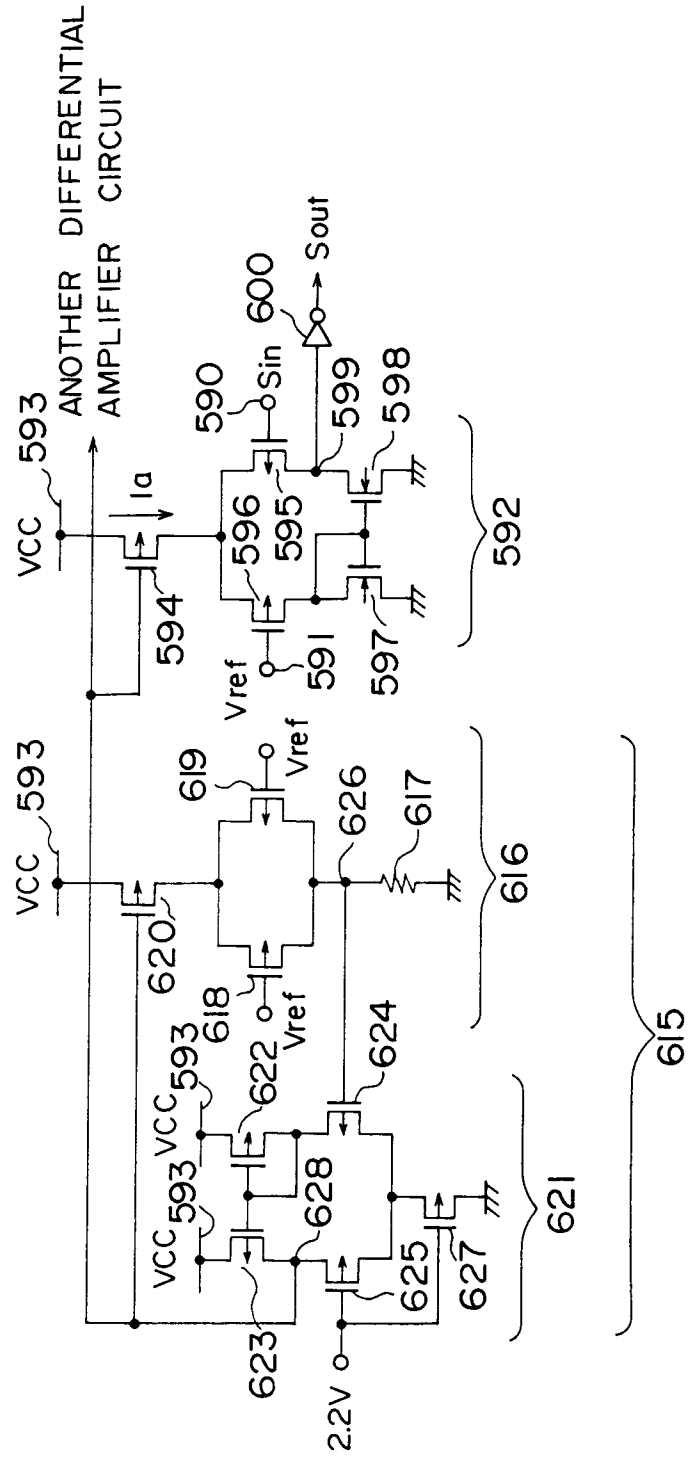 ANOTHER DIFFERENTIAL
AMPLIFIER CIRCUIT
VCC 593
VCC 593
Ia
594
620
VCC 593
VCC 593
622
623
628
618
Vref
619
Vref
Vref
591
596
595
590
Sin
600
Sout
599
598
597
592
626
617
616
624
625
627
2.2V
621
615